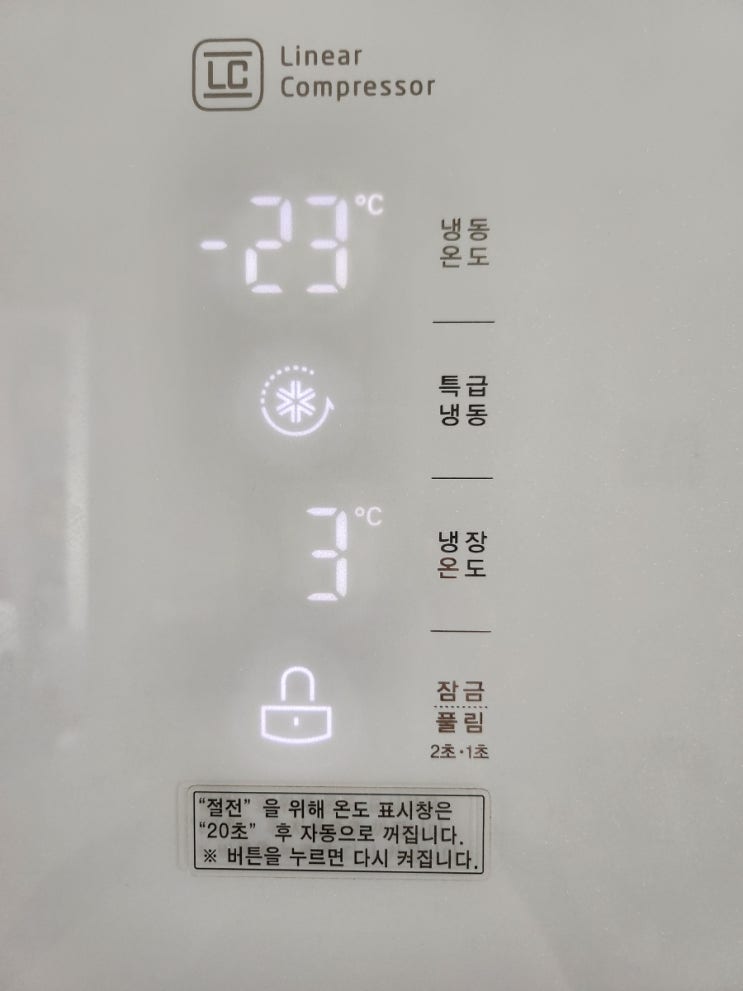 LC Linear
Compressor
-23°C
냉동
온도
특급
냉동
3°C
냉장
온도
잠금
풀림
2초·1초
“절전” 을 위해 온도 표시창은
“20초” 후 자동으로 꺼집니다.
※ 버튼을 누르면 다시 켜집니다.